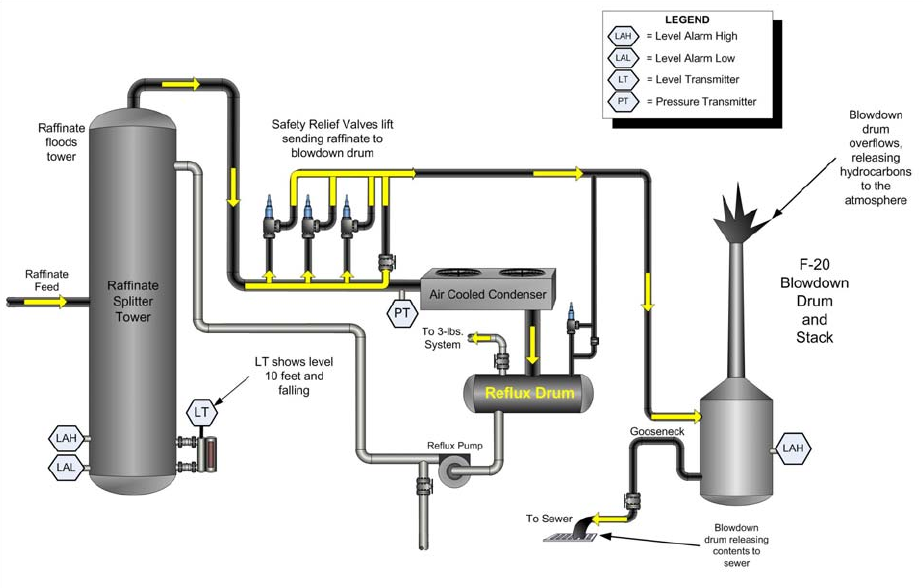 LEGEND
LAH = Level Alarm High
LAL = Level Alarm Low
LT = Level Transmitter
PT = Pressure Transmitter
Raffinate
floods
tower
Safety Relief Valves lift
sending raffinate to
blowdown drum
Blowdown
drum
overflows,
releasing
hydrocarbons
to the
atmosphere
Raffinate
Feed
Raffinate
Splitter
Tower
Air Cooled Condenser
PT
F-20
Blowdown
Drum
and
Stack
To 3-lbs.
System
LT shows level
10 feet and
falling
Reflux Drum
LT
LAH
LAL
Reflux Pump
Gooseneck
LAH
To Sewer
Blowdown
drum releasing
contents to
sewer